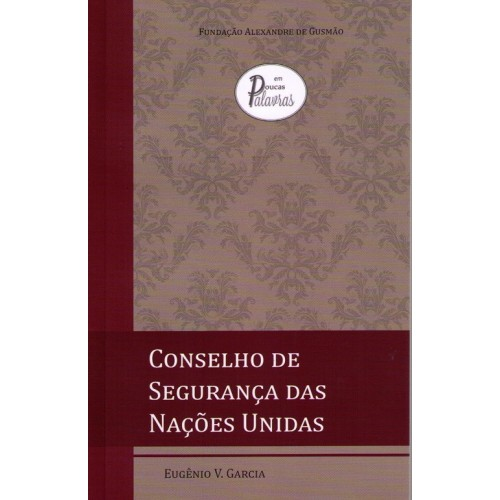 Fundação Alexandre de Gusmão
em
Poucas
Palavras
Conselho de
Segurança das
Nações Unidas
Eugênio V. Garcia